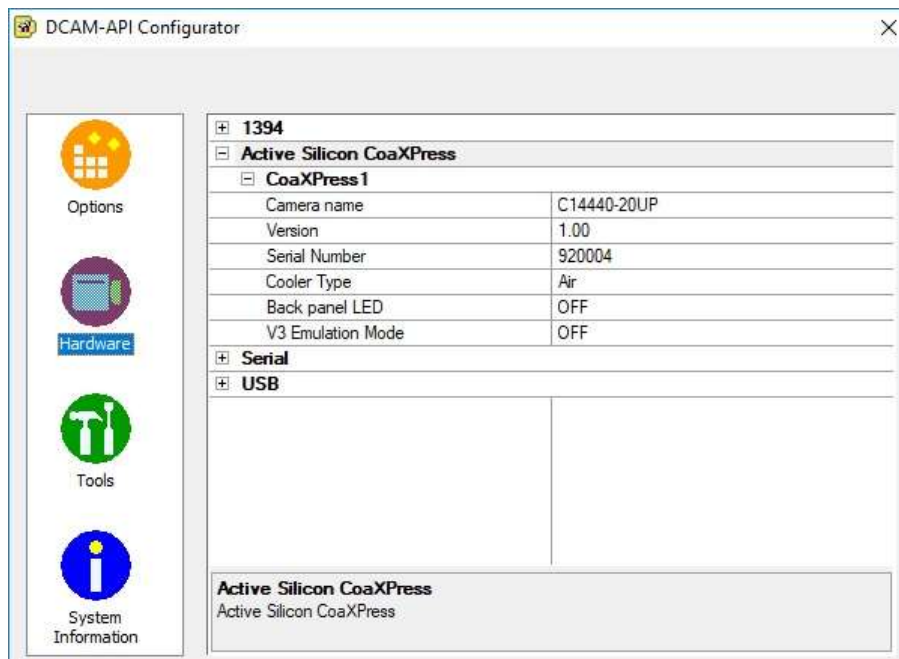 DCAM-API Configurator
Options
Hardware
Tools
System
Information
1394
Active Silicon CoaXPress
CoaXPress1
Camera name C14440-20UP
Version 1.00
Serial Number 920004
Cooler Type Air
Back panel LED OFF
V3 Emulation Mode OFF
Serial
USB
Active Silicon CoaXPress
Active Silicon CoaXPress